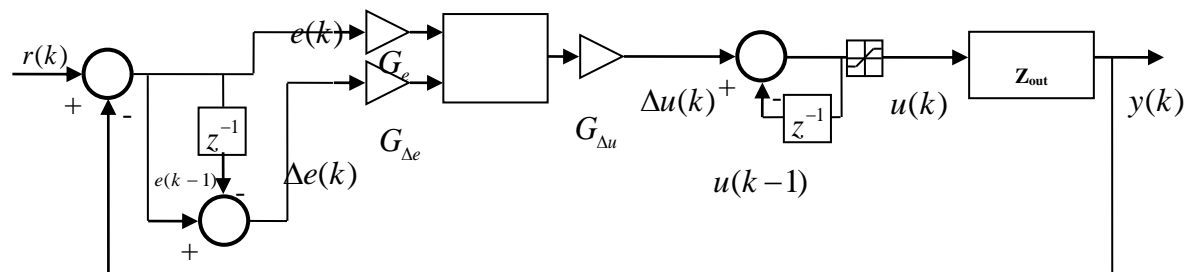 r(k)
+
-
z⁻¹
e(k−1)
-
+
e(k)
Δe(k)
G_e
G_Δe
G_Δu
Δu(k)
+
-
z⁻¹
u(k−1)
u(k)
Z_out
y(k)